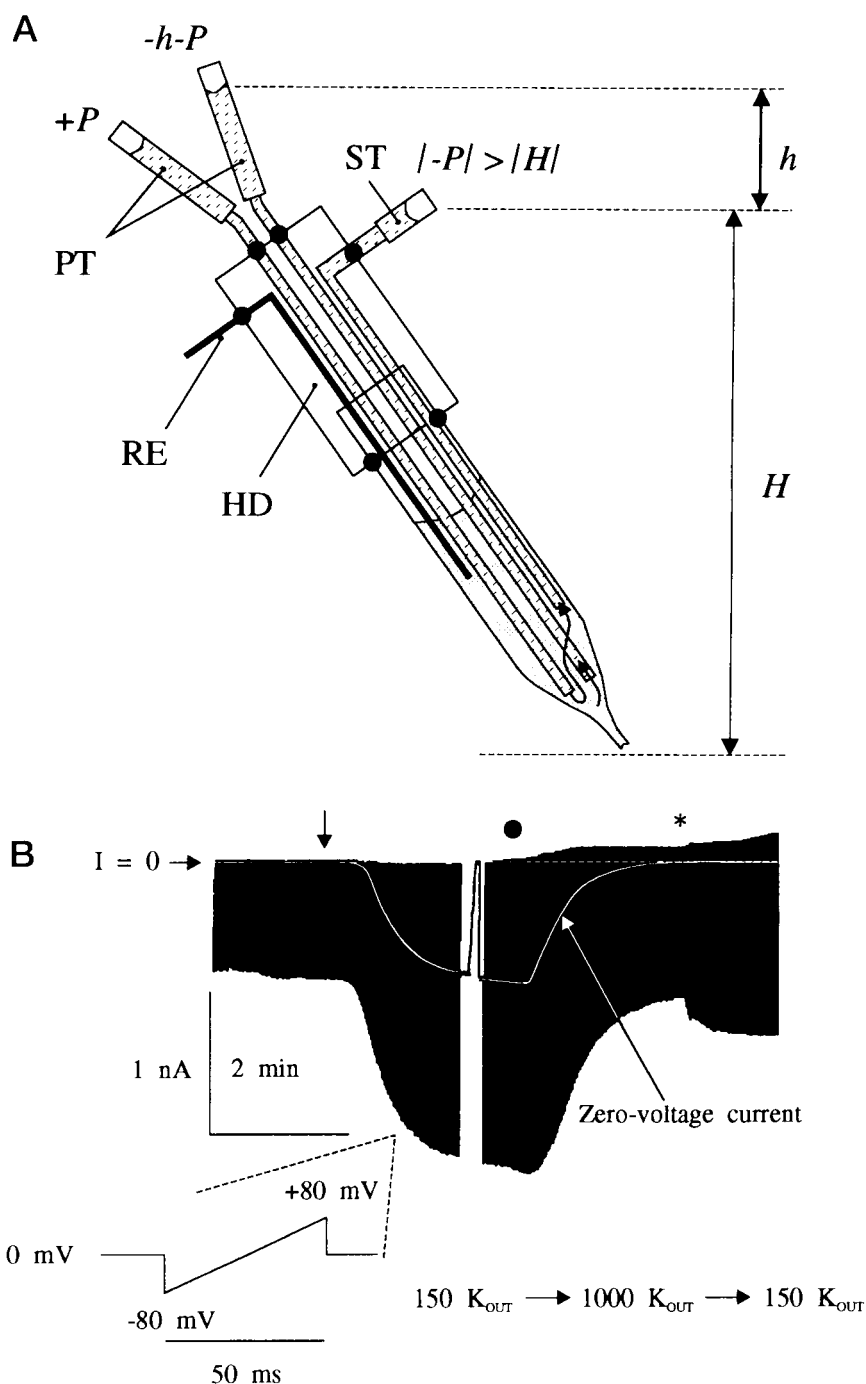 A
-h-P
+P
ST |-P| > |H|
h
PT
RE
HD
H
B
I = 0
*
1 nA
2 min
Zero-voltage current
+80 mV
0 mV
-80 mV
50 ms
150 K_OUT → 1000 K_OUT → 150 K_OUT